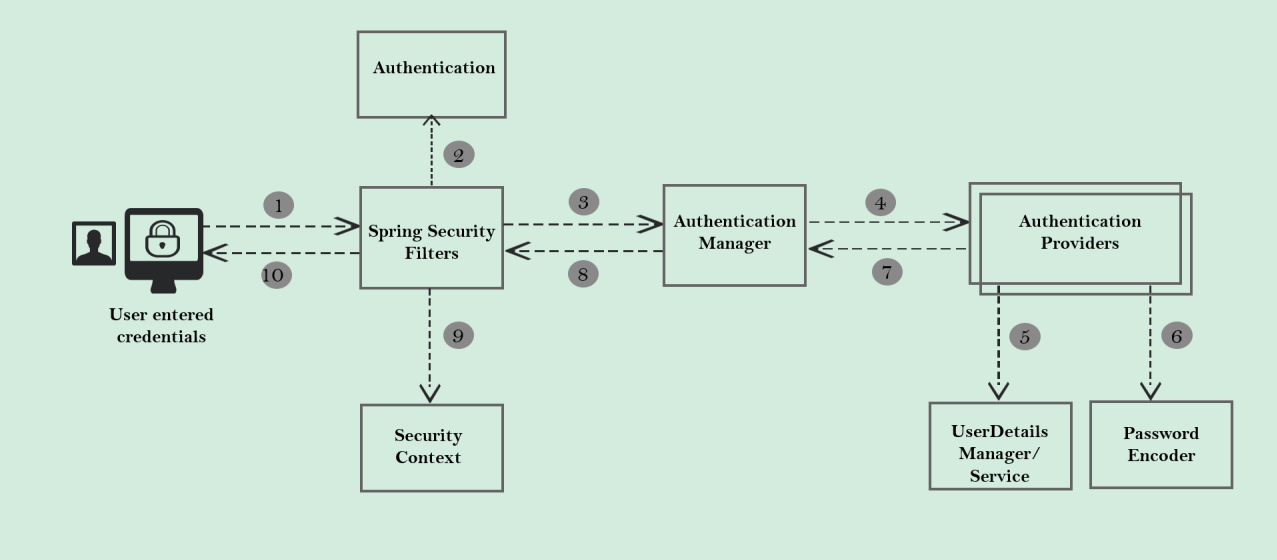 Authentication
2
1
3
4
Spring Security
Filters
Authentication
Manager
Authentication
Providers
10
8
7
User entered
credentials
9
5
6
Security
Context
UserDetails
Manager/
Service
Password
Encoder